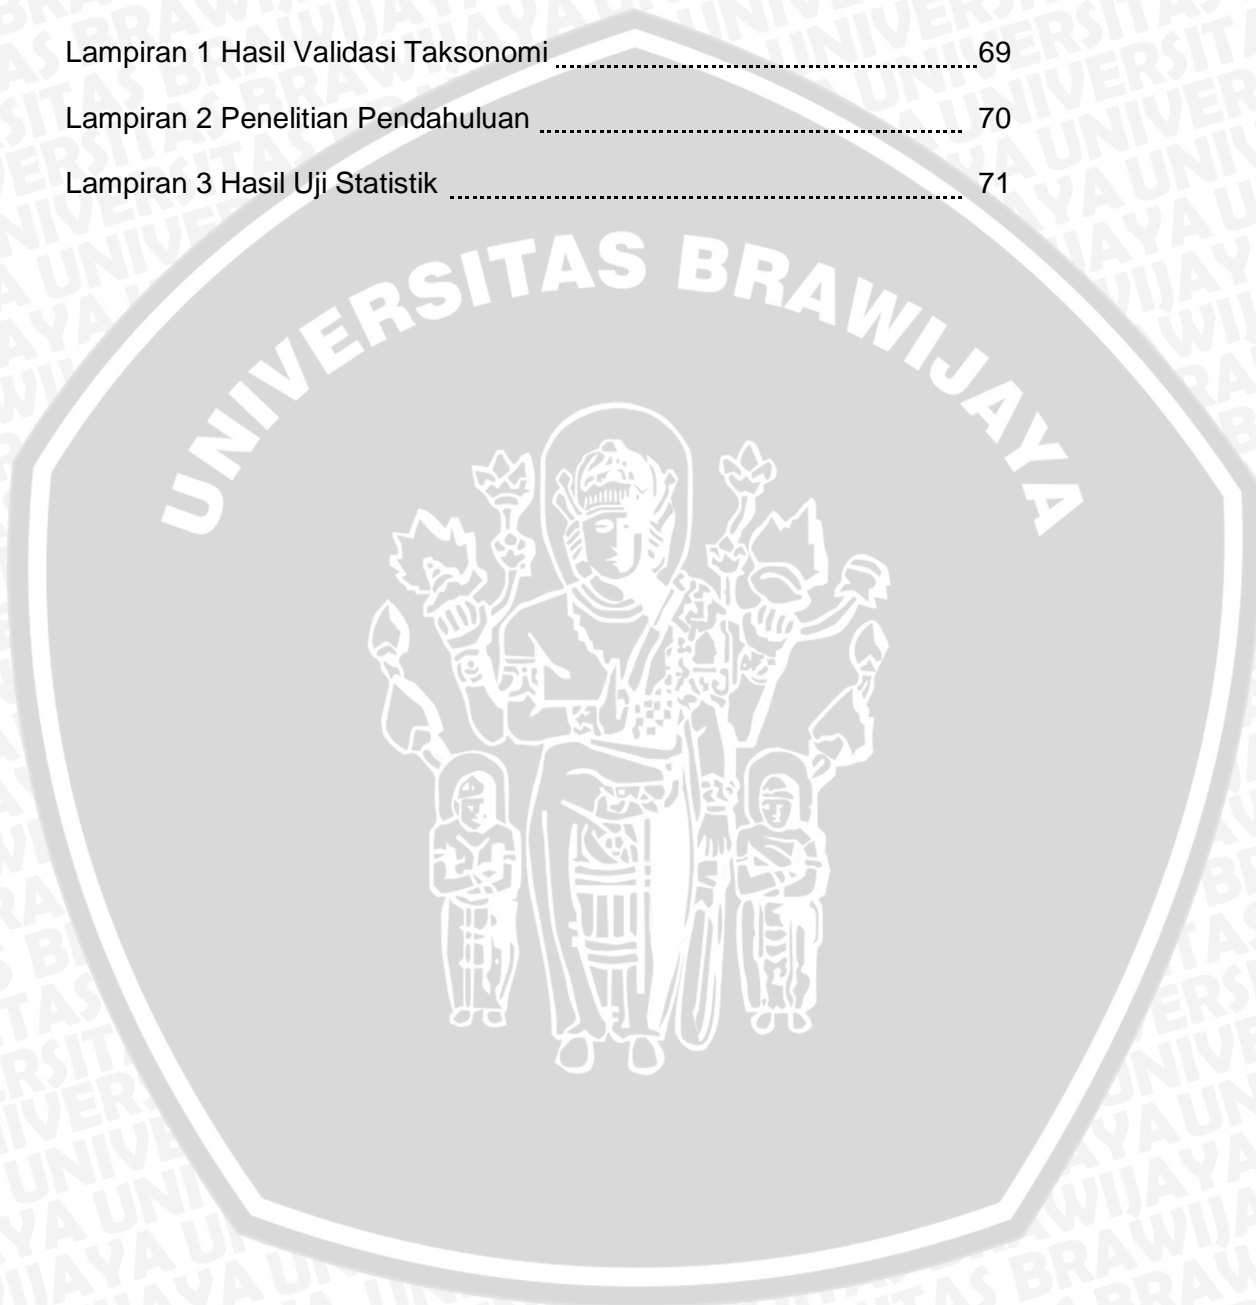 Lampiran 1 Hasil Validasi Taksonomi ........................................................ 69
Lampiran 2 Penelitian Pendahuluan ........................................................ 70
Lampiran 3 Hasil Uji Statistik ........................................................ 71
UNIVERSITAS BRAWIJAYA